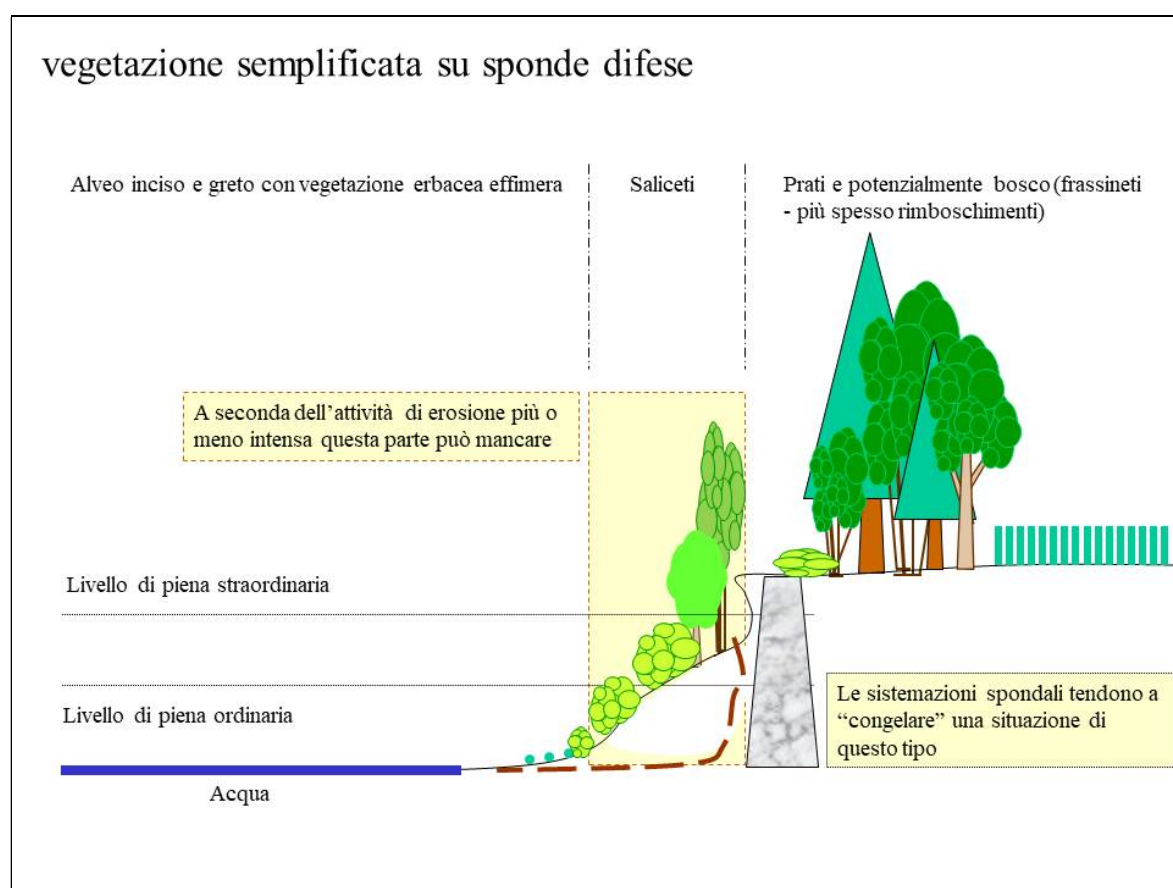 vegetazione semplificata su sponde difese
Alveo inciso e greto con vegetazione erbacea effimera
Saliceti
Prati e potenzialmente bosco (frassineti
- più spesso rimboschimenti)
A seconda dell’attività di erosione più o
meno intensa questa parte può mancare
Livello di piena straordinaria
Livello di piena ordinaria
Le sistemazioni spondali tendono a
“congelare” una situazione di
questo tipo
Acqua